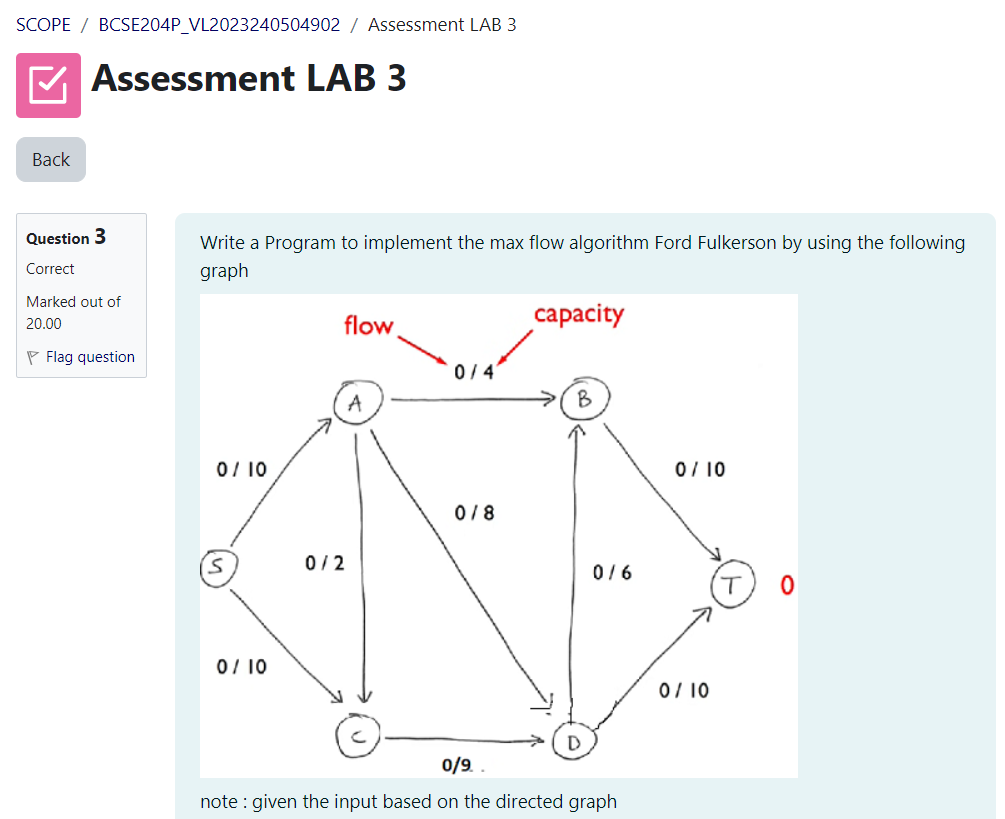 SCOPE / BCSE204P_VL2023240504902 / Assessment LAB 3
Assessment LAB 3
Back
Question 3
Correct
Marked out of
20.00
Flag question
Write a Program to implement the max flow algorithm Ford Fulkerson by using the following
graph
flow
capacity
0 / 4
A
B
0 / 10
0 / 10
0 / 8
S
0 / 2
0 / 6
T
0
0 / 10
0 / 10
C
D
0/9
note : given the input based on the directed graph